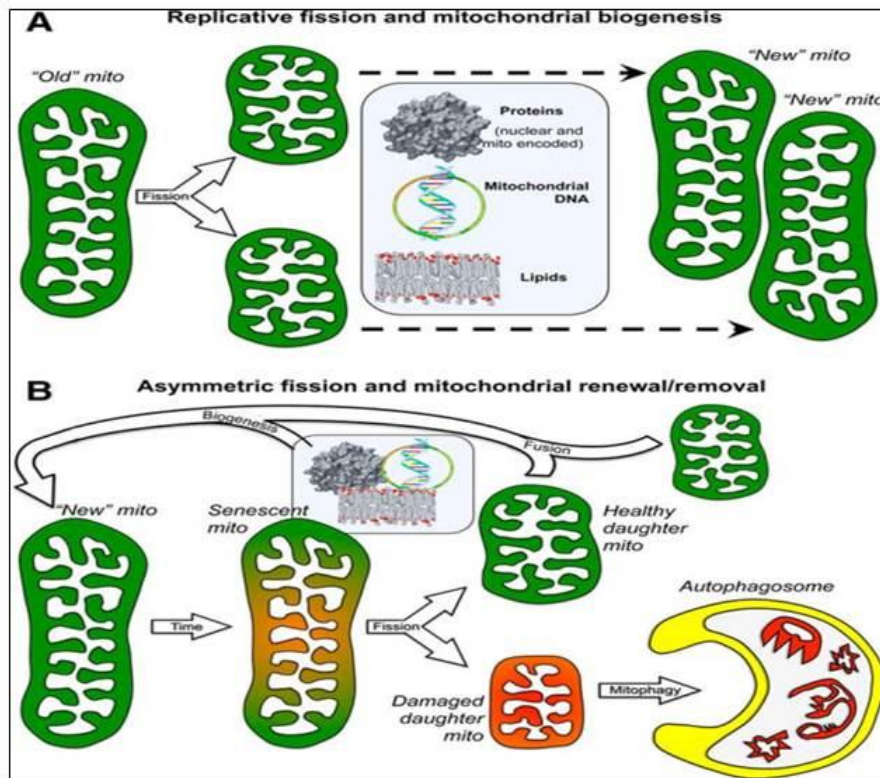 A
Replicative fission and mitochondrial biogenesis
"Old" mito
"New" mito
"New" mito
Fission
Proteins
(nuclear and
mito encoded)
Mitochondrial
DNA
Lipids
B
Asymmetric fission and mitochondrial renewal/removal
Biogenesis
Fusion
"New" mito
Senescent
mito
Healthy
daughter
mito
Time
Fission
Autophagosome
Damaged
daughter
mito
Mitophagy